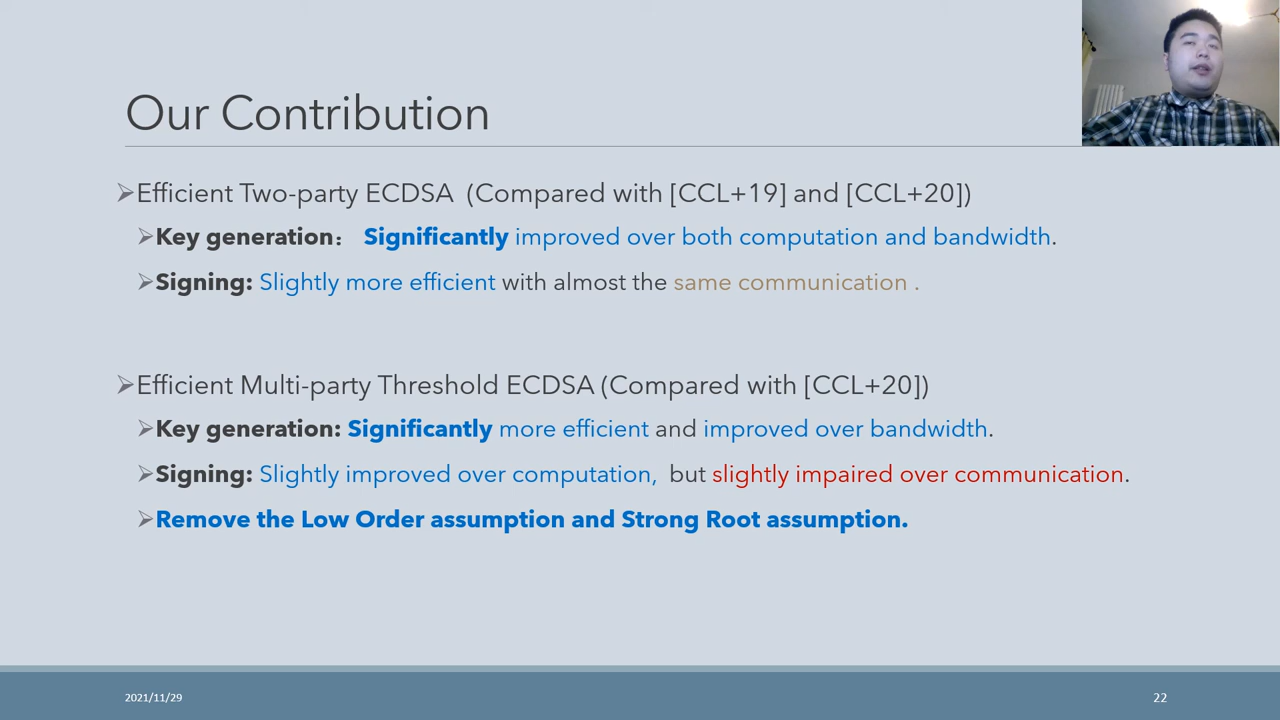 Our Contribution
➢Efficient Two-party ECDSA (Compared with [CCL+19] and [CCL+20])
➢Key generation： Significantly improved over both computation and bandwidth.
➢Signing: Slightly more efficient with almost the same communication .
➢Efficient Multi-party Threshold ECDSA (Compared with [CCL+20])
➢Key generation: Significantly more efficient and improved over bandwidth.
➢Signing: Slightly improved over computation, but slightly impaired over communication.
➢Remove the Low Order assumption and Strong Root assumption.
2021/11/29
22